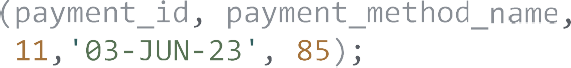 (payment_id, payment_method_name,
11,'03-JUN-23', 85);